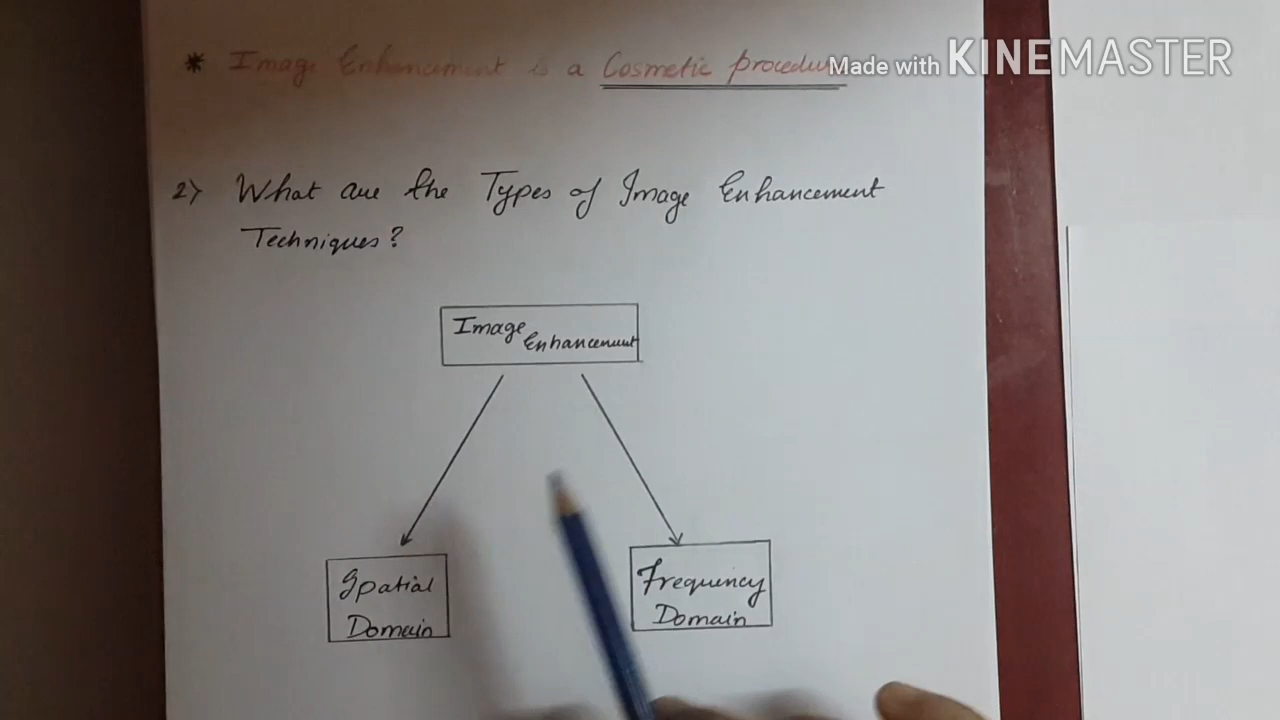 * Image Enhancement is a Cosmetic procedure
Made with KINEMASTER
2) What are the Types of Image Enhancement
Techniques?
Image
Enhancement
Spatial
Domain
Frequency
Domain